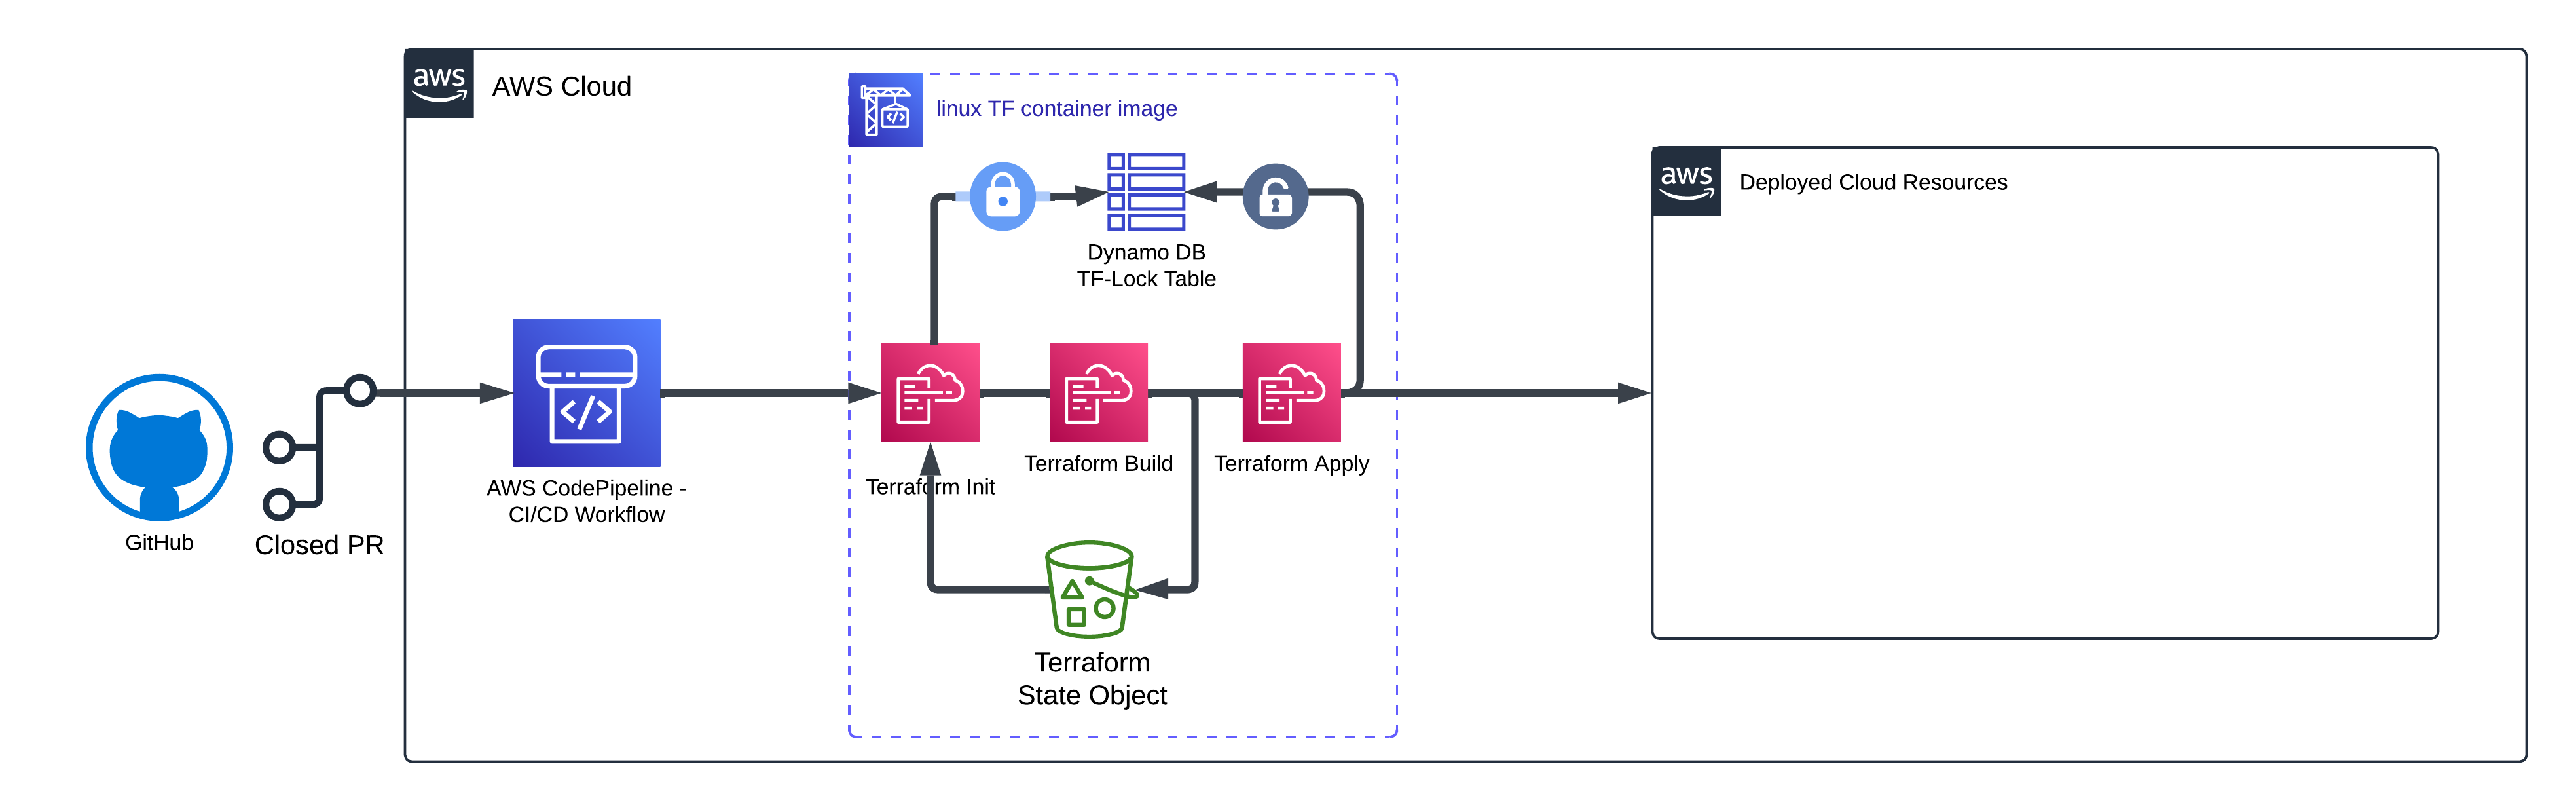 aws
AWS Cloud
linux TF container image
Dynamo DB
TF-Lock Table
aws
Deployed Cloud Resources
GitHub
Closed PR
AWS CodePipeline -
CI/CD Workflow
Terraform Init
Terraform Build
Terraform Apply
Terraform
State Object